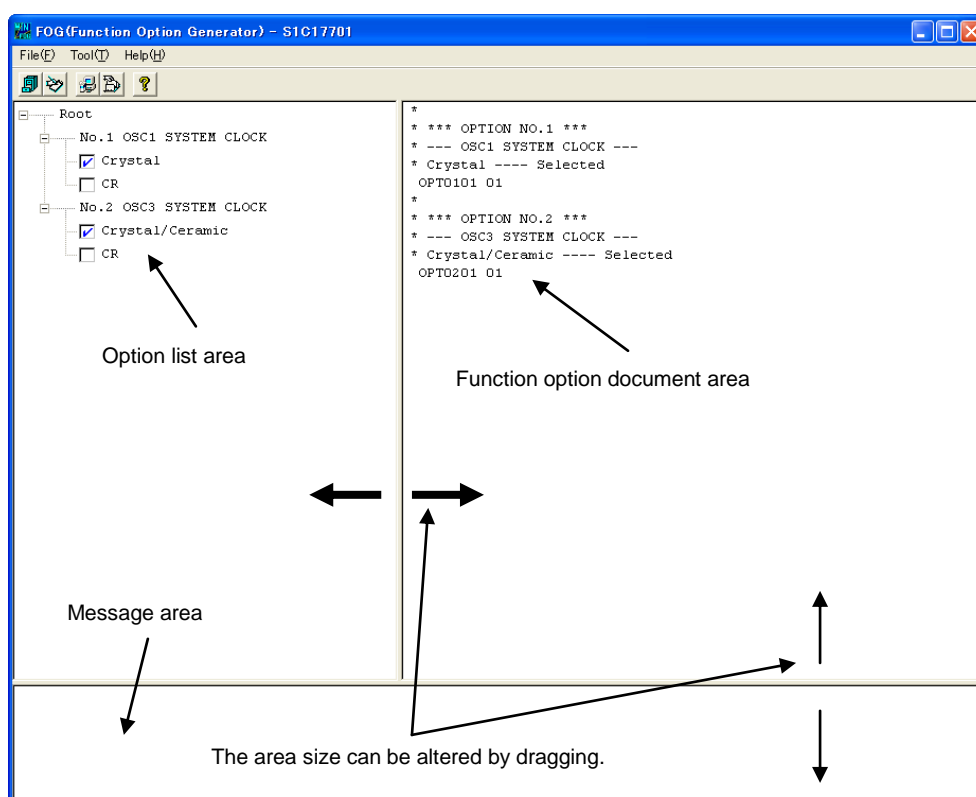 FOG(Function Option Generator) - S1C17701
File(F) Tool(T) Help(H)
Root
No.1 OSC1 SYSTEM CLOCK
Crystal
CR
No.2 OSC3 SYSTEM CLOCK
Crystal/Ceramic
CR
Option list area
*
* *** OPTION NO.1 ***
* --- OSC1 SYSTEM CLOCK ---
* Crystal ---- Selected
OPT0101 01
*
* *** OPTION NO.2 ***
* --- OSC3 SYSTEM CLOCK ---
* Crystal/Ceramic ---- Selected
OPT0201 01
Function option document area
Message area
The area size can be altered by dragging.